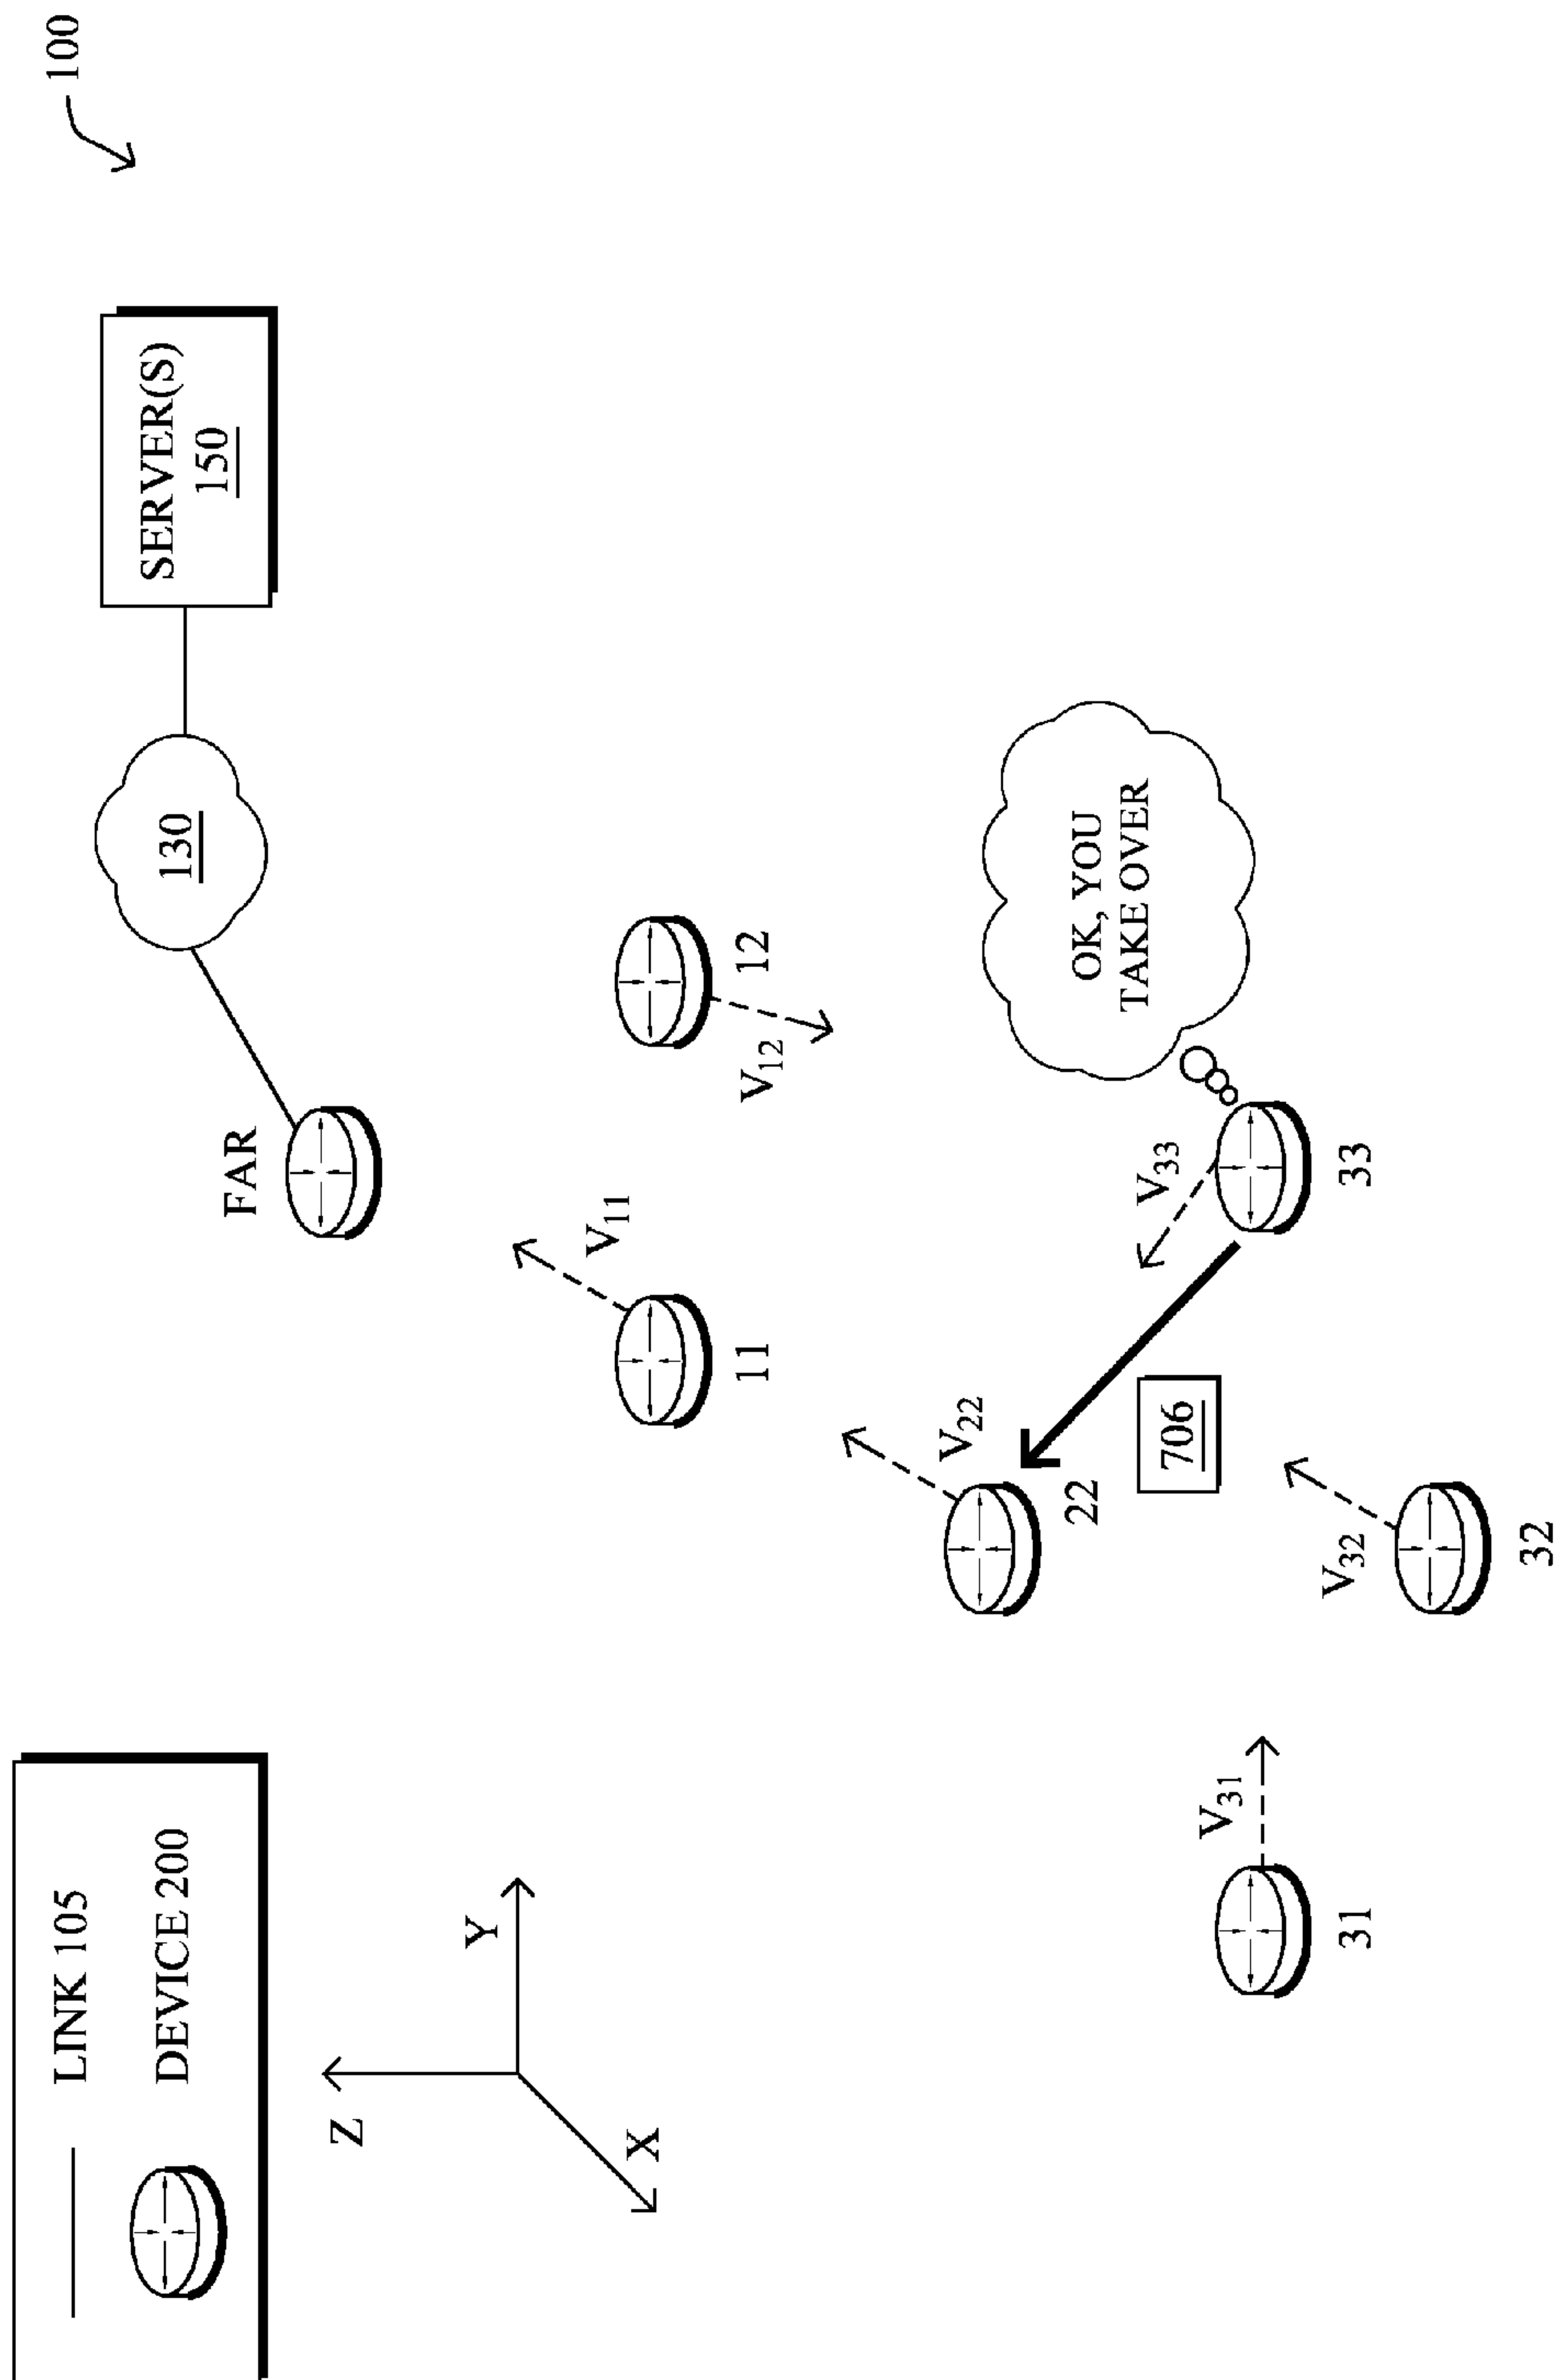 100
LINK 105
DEVICE 200
Z
Y
X
SERVER(S)
150
130
FAR
V11
11
V12
12
V22
22
OK, YOU
TAKE OVER
V33
33
706
V31
31
V32
32